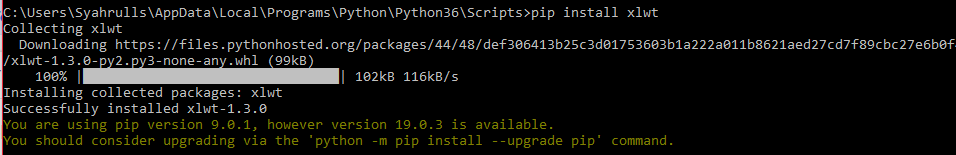 C:\Users\Syahrulls\AppData\Local\Programs\Python\Python36\Scripts>pip install xlwt
Collecting xlwt
  Downloading https://files.pythonhosted.org/packages/44/48/def306413b25c3d01753603b1a222a011b8621aed27cd7f89cbc27e6b0f4
/xlwt-1.3.0-py2.py3-none-any.whl (99kB)
    100% |████████████████████████████████| 102kB 116kB/s
Installing collected packages: xlwt
Successfully installed xlwt-1.3.0
You are using pip version 9.0.1, however version 19.0.3 is available.
You should consider upgrading via the 'python -m pip install --upgrade pip' command.